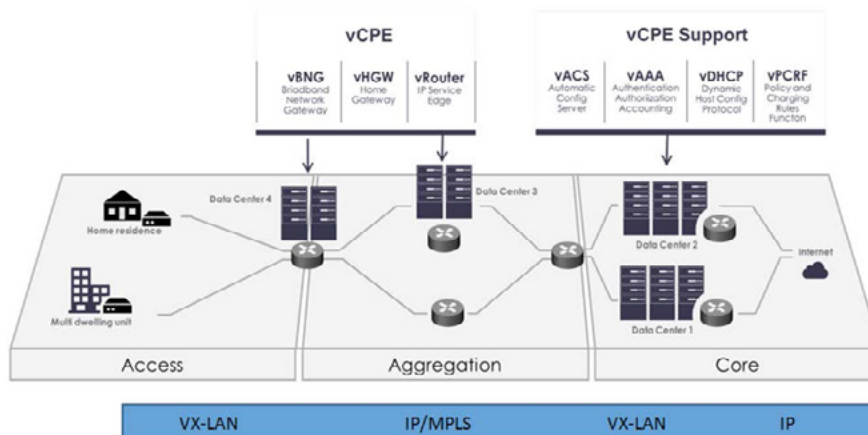 vCPE
vBNG
Briodband
Network
Gateway
vHGW
Home
Gateway
vRouter
IP Service
Edge
vCPE Support
vACS
Automatic
Config
Server
vAAA
Authentication
Authoriization
Accounting
vDHCP
Dynamic
Host Config
Protocol
vPCRF
Policy and
Charging
Rules
Functon
Home residence
Multi dwelling unit
Data Center 4
Data Center 3
Data Center 2
Data Center 1
Internet
Access
Aggregation
Core
VX-LAN
IP/MPLS
VX-LAN
IP